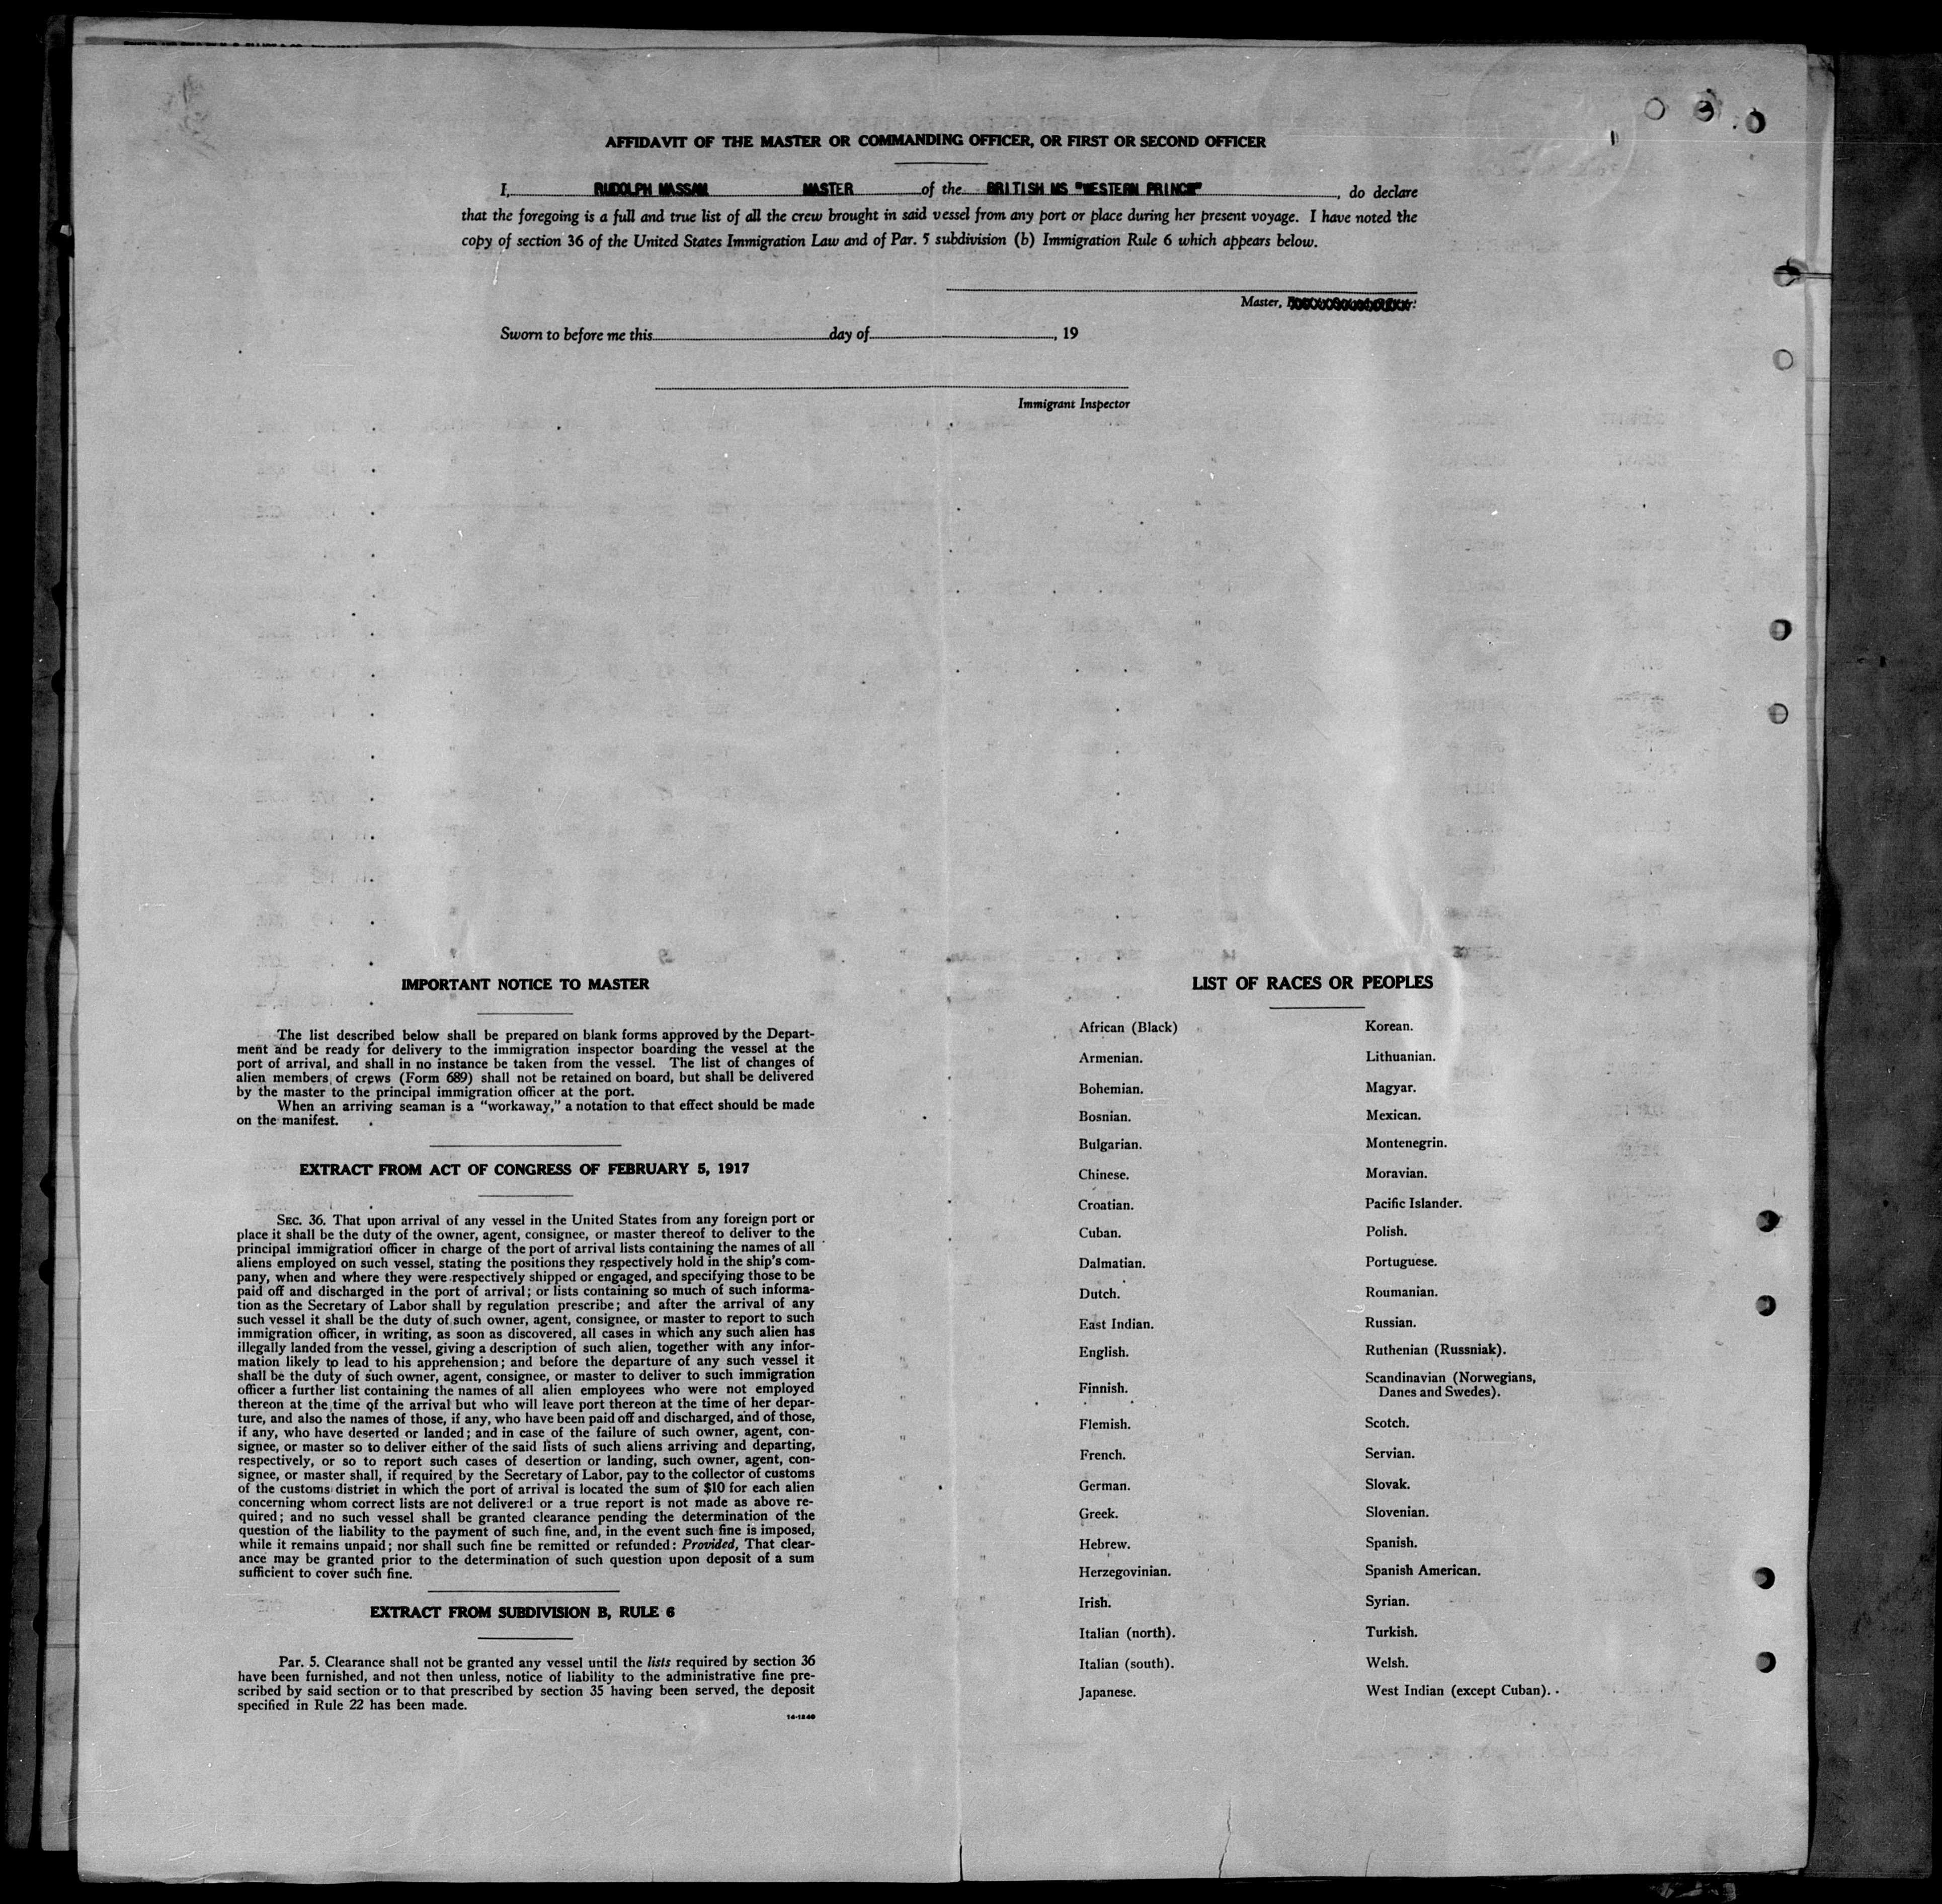 AFFIDAVIT OF THE MASTER OR COMMANDING OFFICER, OR FIRST OR SECOND OFFICER
I, RUDOLPH MASSAM MASTER of the BRITISH MS "WESTERN PRINCE", do declare
that the foregoing is a full and true list of all the crew brought in said vessel from any port or place during her present voyage. I have noted the
copy of section 36 of the United States Immigration Law and of Par. 5 subdivision (b) Immigration Rule 6 which appears below.
Master,
Sworn to before me this day of , 19
Immigrant Inspector
IMPORTANT NOTICE TO MASTER
The list described below shall be prepared on blank forms approved by the Depart-
ment and be ready for delivery to the immigration inspector boarding the vessel at the
port of arrival, and shall in no instance be taken from the vessel. The list of changes of
alien members of crews (Form 689) shall not be retained on board, but shall be delivered
by the master to the principal immigration officer at the port.
When an arriving seaman is a "workaway," a notation to that effect should be made
on the manifest.
EXTRACT FROM ACT OF CONGRESS OF FEBRUARY 5, 1917
SEC. 36. That upon arrival of any vessel in the United States from any foreign port or
place it shall be the duty of the owner, agent, consignee, or master thereof to deliver to the
principal immigration officer in charge of the port of arrival lists containing the names of all
aliens employed on such vessel, stating the positions they respectively hold in the ship's com-
pany, when and where they were respectively shipped or engaged, and specifying those to be
paid off and discharged in the port of arrival; or lists containing so much of such informa-
tion as the Secretary of Labor shall by regulation prescribe; and after the arrival of any
such vessel it shall be the duty of such owner, agent, consignee, or master to report to such
immigration officer, in writing, as soon as discovered, all cases in which any such alien has
illegally landed from the vessel, giving a description of such alien, together with any infor-
mation likely to lead to his apprehension; and before the departure of any such vessel it
shall be the duty of such owner, agent, consignee, or master to deliver to such immigration
officer a further list containing the names of all alien employees who were not employed
thereon at the time of the arrival but who will leave port thereon at the time of her depar-
ture, and also the names of those, if any, who have been paid off and discharged, and of those,
if any, who have deserted or landed; and in case of the failure of such owner, agent, con-
signee, or master so to deliver either of the said lists of such aliens arriving and departing,
respectively, or so to report such cases of desertion or landing, such owner, agent, con-
signee, or master shall, if required by the Secretary of Labor, pay to the collector of customs
of the customs district in which the port of arrival is located the sum of $10 for each alien
concerning whom correct lists are not delivered or a true report is not made as above re-
quired; and no such vessel shall be granted clearance pending the determination of the
question of the liability to the payment of such fine, and, in the event such fine is imposed,
while it remains unpaid; nor shall such fine be remitted or refunded: Provided, That clear-
ance may be granted prior to the determination of such question upon deposit of a sum
sufficient to cover such fine.
EXTRACT FROM SUBDIVISION B, RULE 6
Par. 5. Clearance shall not be granted any vessel until the lists required by section 36
have been furnished, and not then unless, notice of liability to the administrative fine pre-
scribed by said section or to that prescribed by section 35 having been served, the deposit
specified in Rule 22 has been made.
LIST OF RACES OR PEOPLES
African (Black)
Armenian.
Bohemian.
Bosnian.
Bulgarian.
Chinese.
Croatian.
Cuban.
Dalmatian.
Dutch.
East Indian.
English.
Finnish.
Flemish.
French.
German.
Greek.
Hebrew.
Herzegovinian.
Irish.
Italian (north).
Italian (south).
Japanese.
Korean.
Lithuanian.
Magyar.
Mexican.
Montenegrin.
Moravian.
Pacific Islander.
Polish.
Portuguese.
Roumanian.
Russian.
Ruthenian (Russniak).
Scandinavian (Norwegians,
Danes and Swedes).
Scotch.
Servian.
Slovak.
Slovenian.
Spanish.
Spanish American.
Syrian.
Turkish.
Welsh.
West Indian (except Cuban).